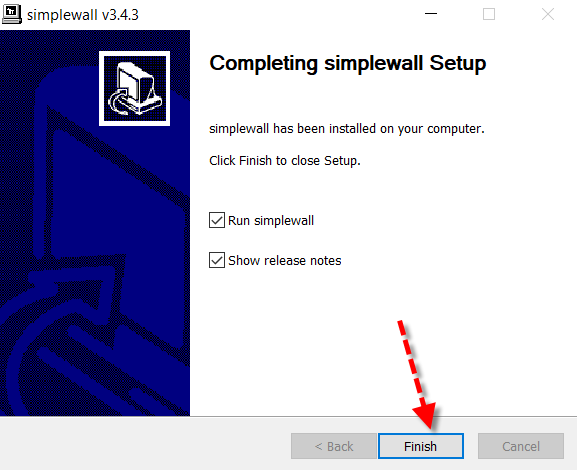 simplewall v3.4.3
Completing simplewall Setup
simplewall has been installed on your computer.
Click Finish to close Setup.
Run simplewall
Show release notes
< Back
Finish
Cancel